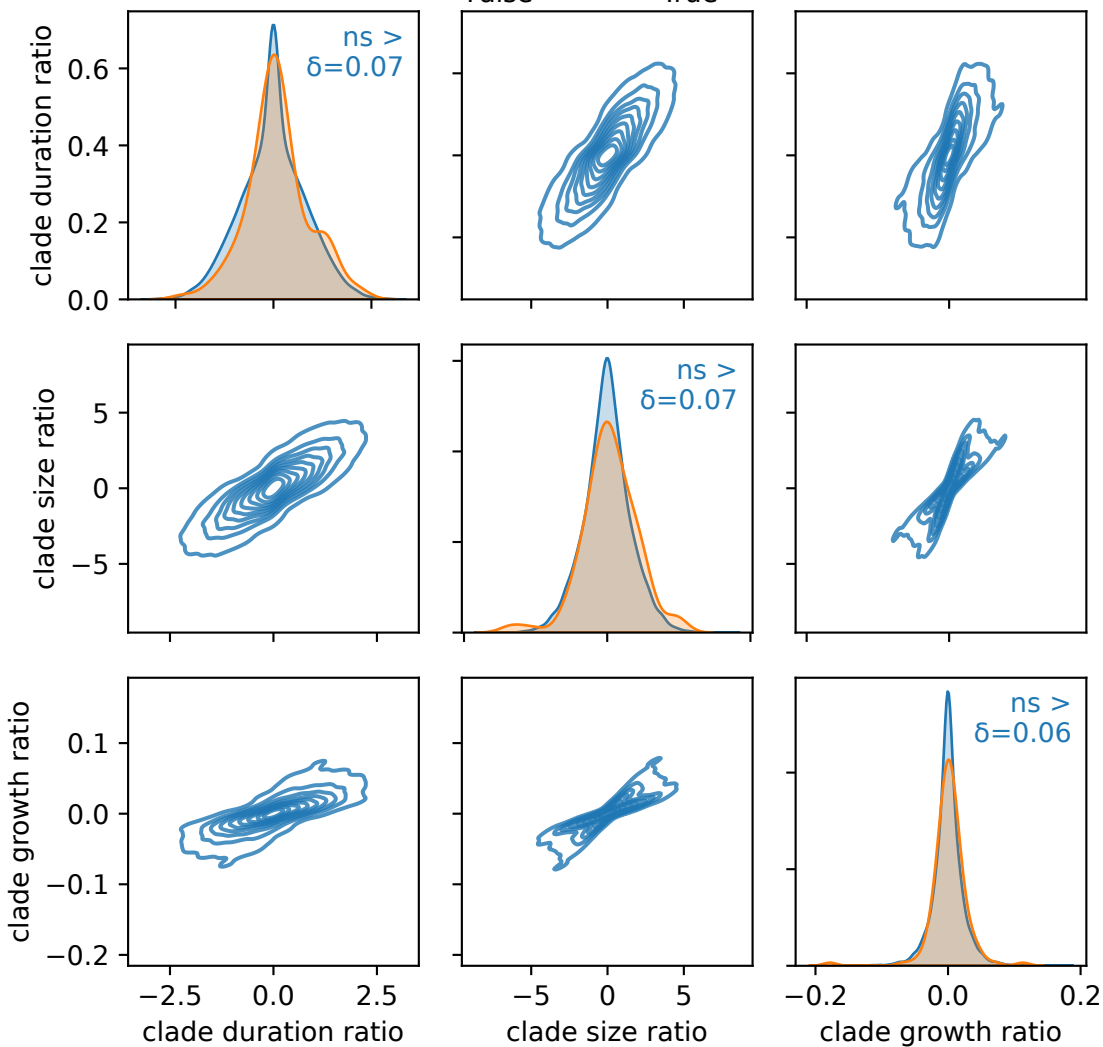 clade duration ratio
0.6
0.4
0.2
0.0
ns >
δ=0.07
clade size ratio
5
0
−5
ns >
δ=0.07
clade growth ratio
0.1
0.0
−0.1
−0.2
ns >
δ=0.06
−2.5 0.0 2.5
−5 0 5
−0.2 0.0 0.2
clade duration ratio
clade size ratio
clade growth ratio